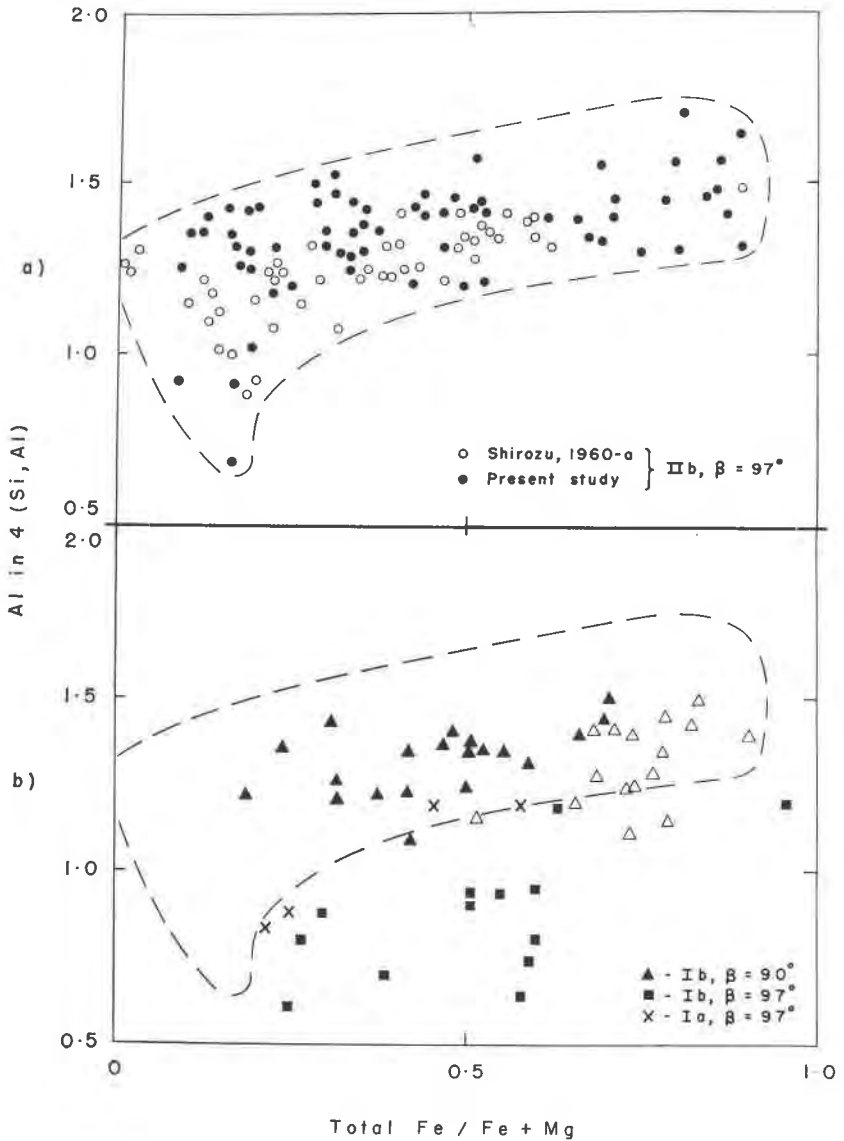 2·0
1·5
a)
1·0
○ Shirozu, 1960-a
● Present study
} IIb, β = 97°
0·5
Al in 4 (Si, Al)
2·0
1·5
b)
1·0
▲ - Ib, β = 90°
■ - Ib, β = 97°
× - Ia, β = 97°
0·5
0 0·5 1·0
Total Fe / Fe + Mg